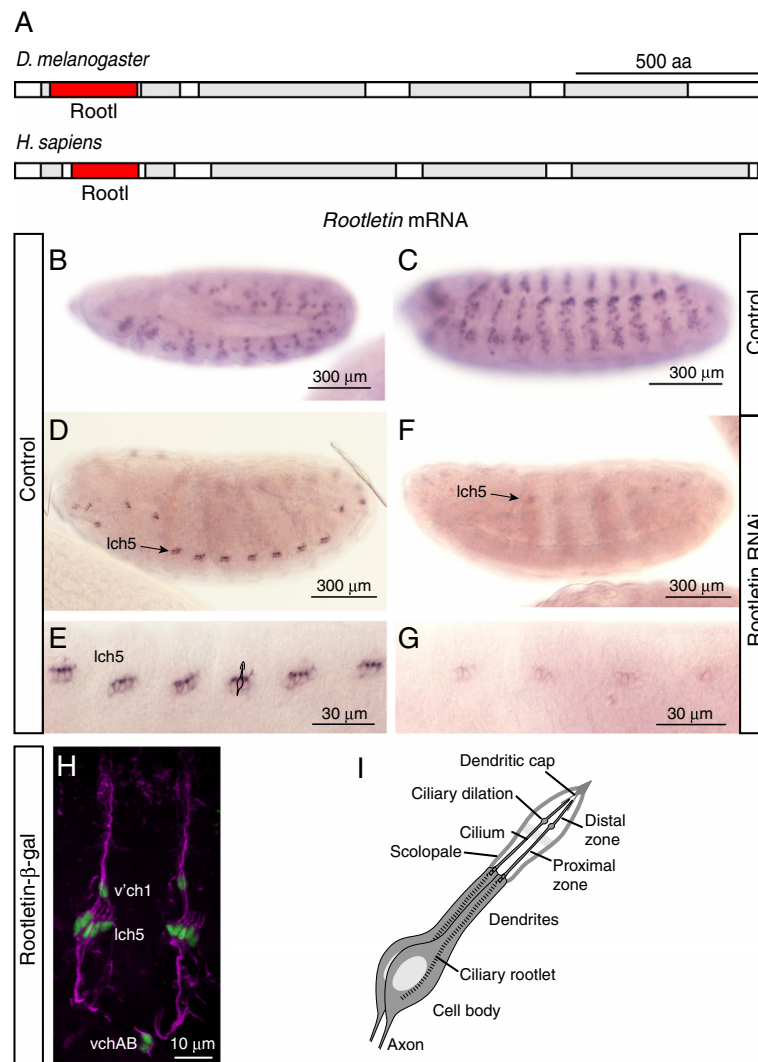 A
D. melanogaster
500 aa
Rootl
H. sapiens
Rootl
Rootletin mRNA
Control
B
300 μm
C
300 μm
Control
D
lch5
300 μm
F
lch5
300 μm
Rootletin RNAi
E
lch5
30 μm
G
30 μm
Rootletin-β-gal
H
v'ch1
lch5
vchAB
10 μm
I
Dendritic cap
Ciliary dilation
Cilium
Scolopale
Distal
zone
Proximal
zone
Dendrites
Ciliary rootlet
Cell body
Axon